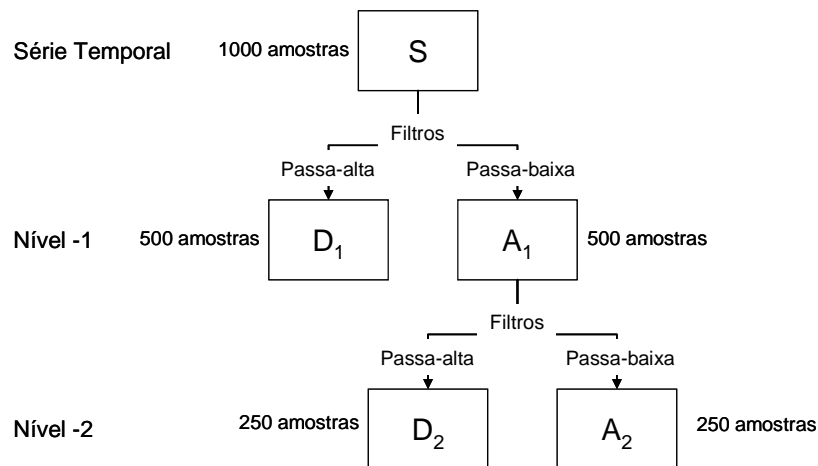 Série Temporal 1000 amostras S
Filtros
Passa-alta Passa-baixa
Nível -1 500 amostras D₁ A₁ 500 amostras
Filtros
Passa-alta Passa-baixa
Nível -2 250 amostras D₂ A₂ 250 amostras